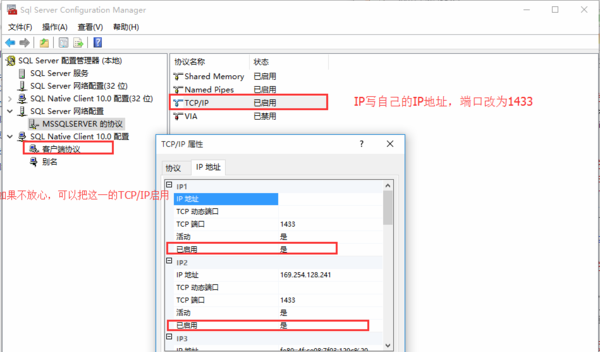 Sql Server Configuration Manager
文件(F) 操作(A) 查看(V) 帮助(H)
SQL Server 配置管理器 (本地)
SQL Server 服务
SQL Server 网络配置(32 位)
SQL Native Client 10.0 配置(32 位)
SQL Server 网络配置
MSSQLSERVER 的协议
SQL Native Client 10.0 配置
客户端协议
别名
协议名称 状态
Shared Memory 已启用
Named Pipes 已启用
TCP/IP 已启用
VIA 已禁用
IP写自己的IP地址，端口改为1433
如果不放心，可以把这一的TCP/IP启用
TCP/IP 属性
协议 IP 地址
IP1
IP 地址
TCP 动态端口
TCP 端口 1433
活动 是
已启用 是
IP2
IP 地址 169.254.128.241
TCP 动态端口
TCP 端口 1433
活动 是
已启用 是
IP3
IP 地址